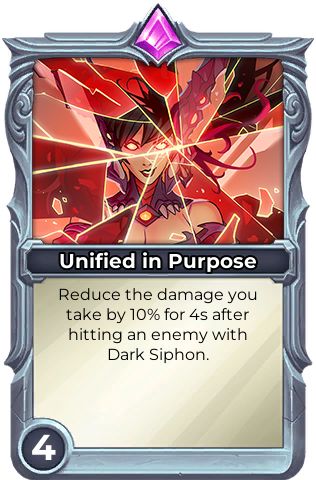 Unified in Purpose
Reduce the damage you
take by 10% for 4s after
hitting an enemy with
Dark Siphon.
4